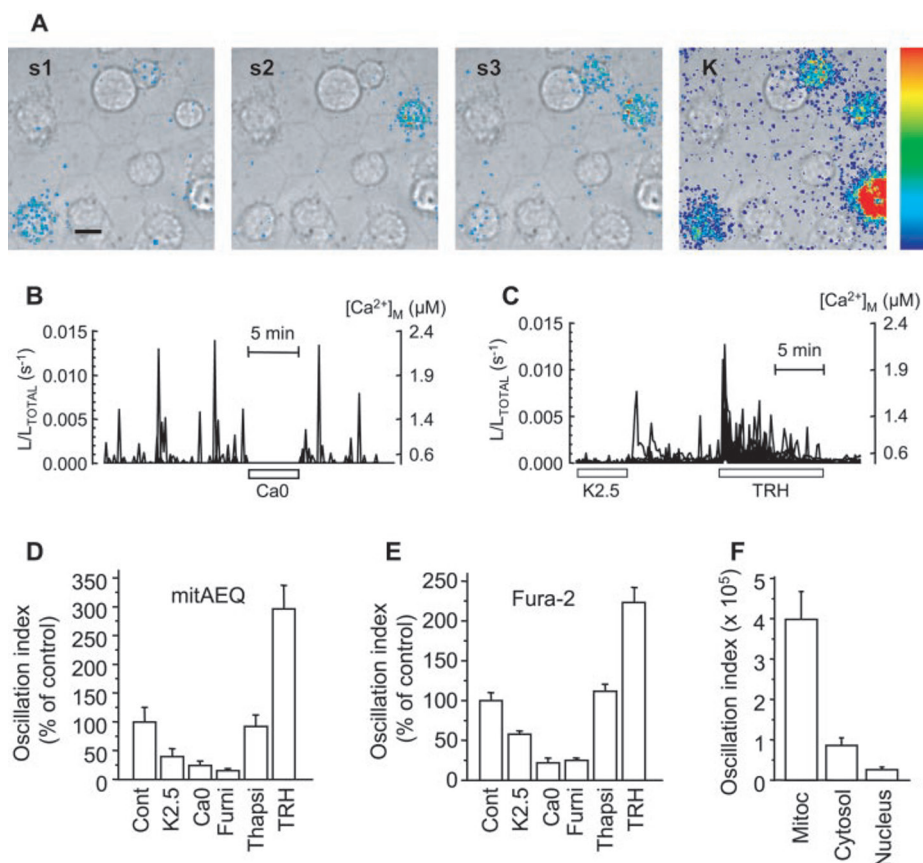 A
s1
s2
s3
K
B
[Ca²⁺]M (µM)
L/LTOTAL (s⁻¹)
0.015
0.010
0.005
0.000
5 min
2.4
1.9
1.4
0.6
Ca0
C
[Ca²⁺]M (µM)
L/LTOTAL (s⁻¹)
0.015
0.010
0.005
0.000
5 min
2.4
1.9
1.4
0.6
K2.5
TRH
D
mitAEQ
Oscillation index
(% of control)
350
300
250
200
150
100
50
0
Cont
K2.5
Ca0
Furni
Thapsi
TRH
E
Fura-2
Oscillation index
(% of control)
250
200
150
100
50
0
Cont
K2.5
Ca0
Furni
Thapsi
TRH
F
Oscillation index (x 10⁵)
5
4
3
2
1
0
Mitoc
Cytosol
Nucleus